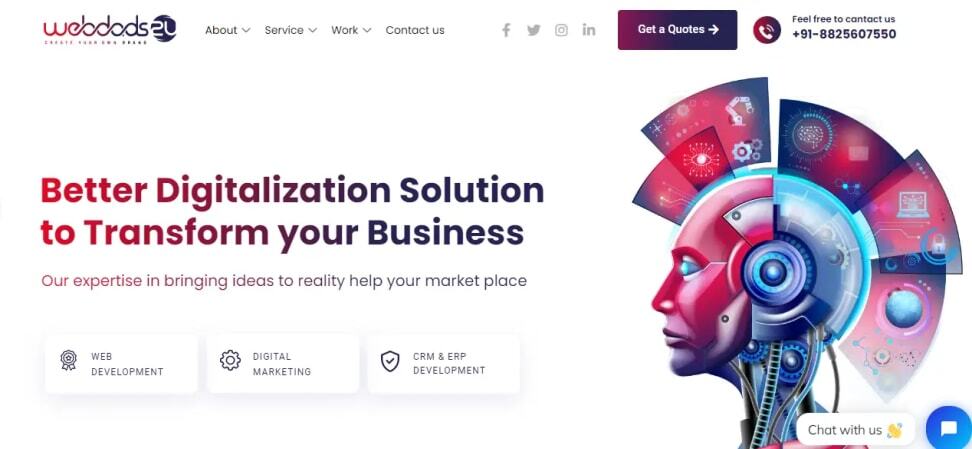 webdads2u
CREATE YOUR OWN BRAND
About
Service
Work
Contact us
Get a Quotes
Feel free to cantact us
+91-8825607550
Better Digitalization Solution
to Transform your Business
Our expertise in bringing ideas to reality help your market place
WEB
DEVELOPMENT
DIGITAL
MARKETING
CRM & ERP
DEVELOPMENT
Chat with us 👋